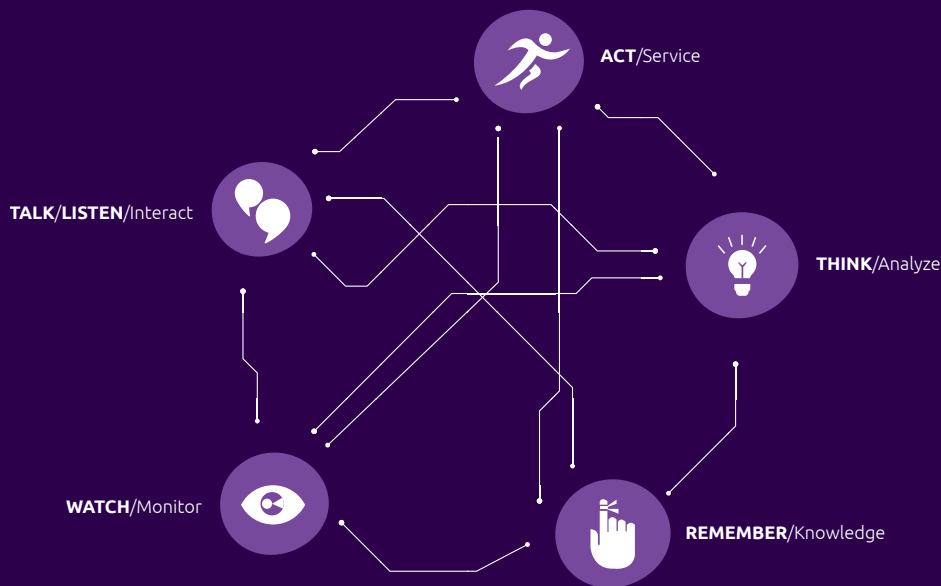 ACT/Service
TALK/LISTEN/Interact
THINK/Analyze
WATCH/Monitor
REMEMBER/Knowledge